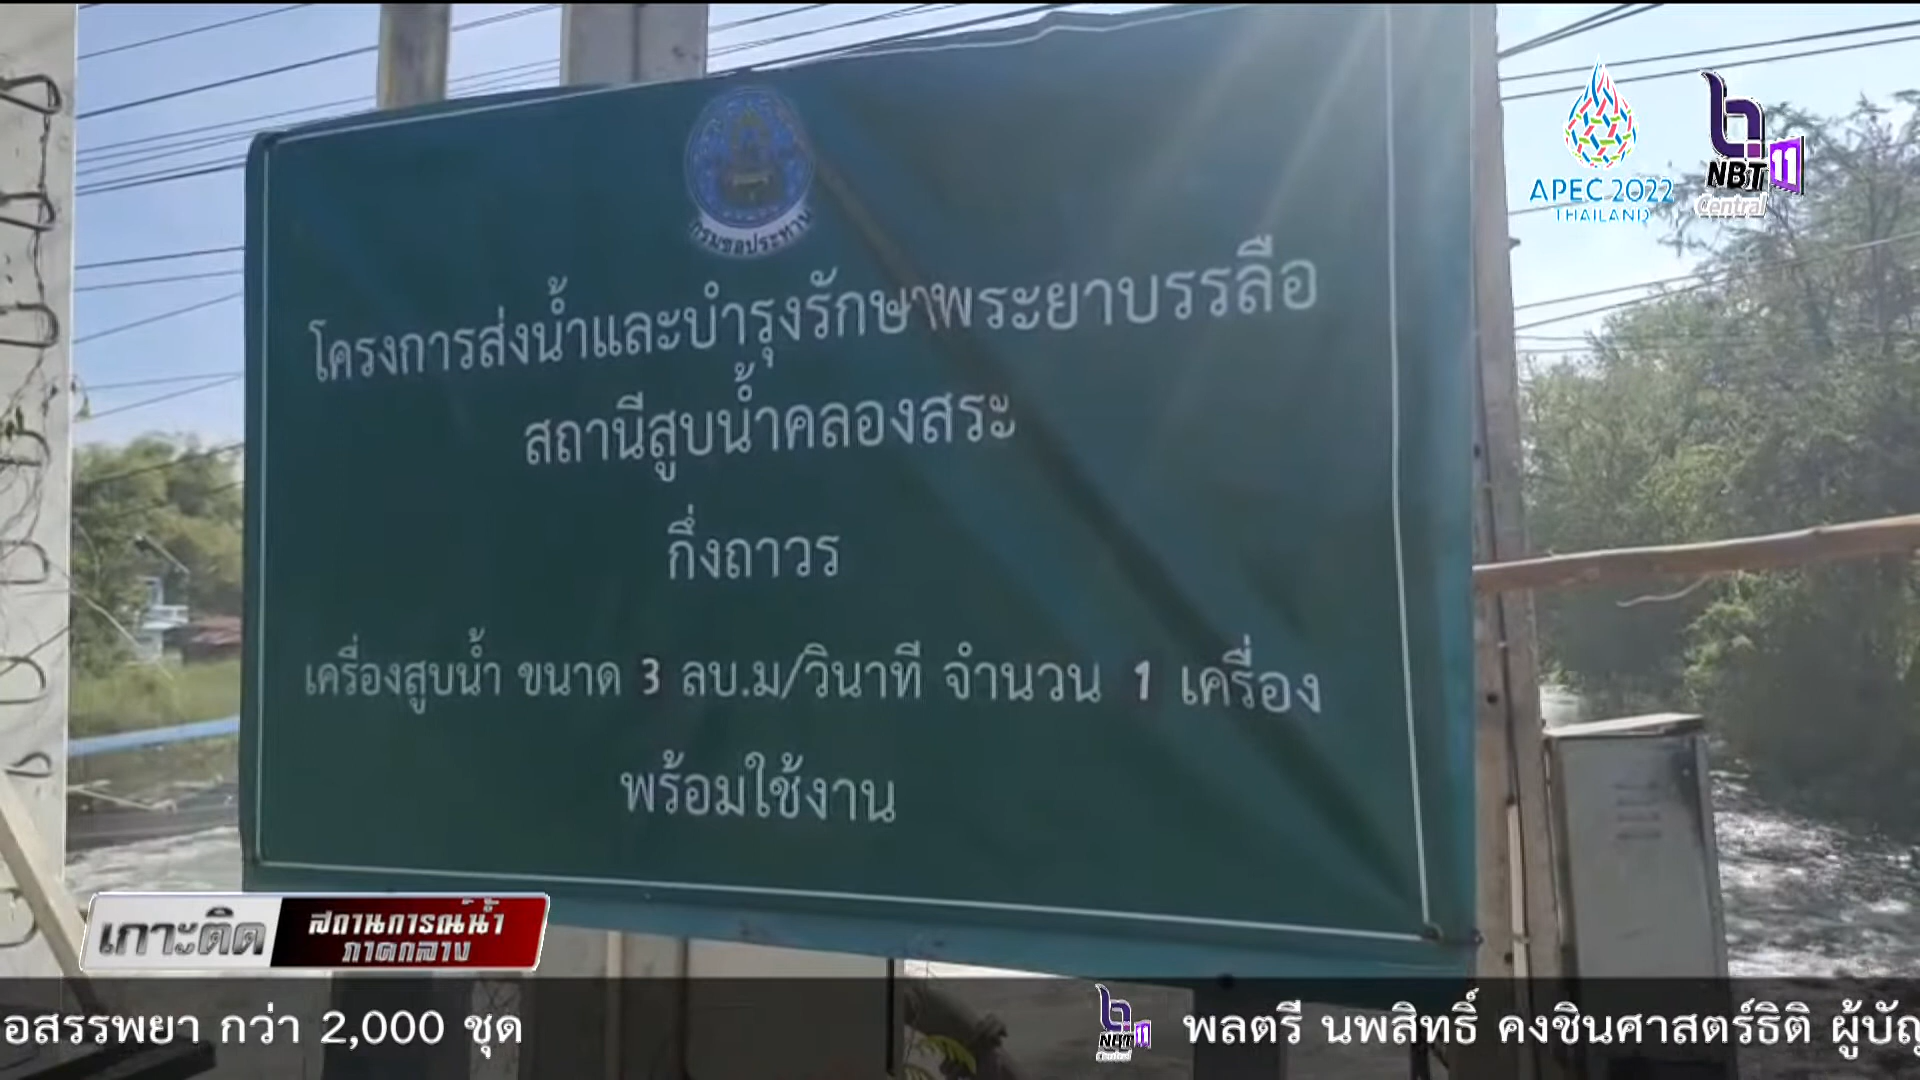 APEC 2022
THAILAND
NBT 11
Central
กรมชลประทาน
โครงการส่งน้ำและบำรุงรักษาพระยาบรรลือ
สถานีสูบน้ำคลองสระ
กึ่งถาวร
เครื่องสูบน้ำ ขนาด 3 ลบ.ม/วินาที จำนวน 1 เครื่อง
พร้อมใช้งาน
เกาะติด สถานการณ์น้ำ
ภาคกลาง
อสรรพยา กว่า 2,000 ชุด
NBT 11
Central
พลตรี นพสิทธิ์ คงชินศาสตร์ธิติ ผู้บัญ